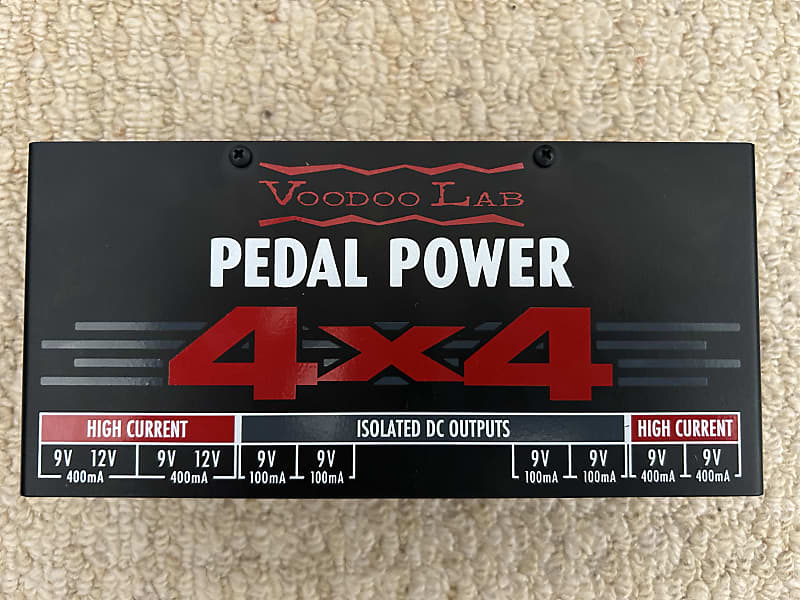 VOODOO LAB
PEDAL POWER
4x4
HIGH CURRENT ISOLATED DC OUTPUTS HIGH CURRENT
9V 12V 9V 12V 9V 9V 9V 9V 9V 9V
400mA 400mA 100mA 100mA 100mA 100mA 400mA 400mA